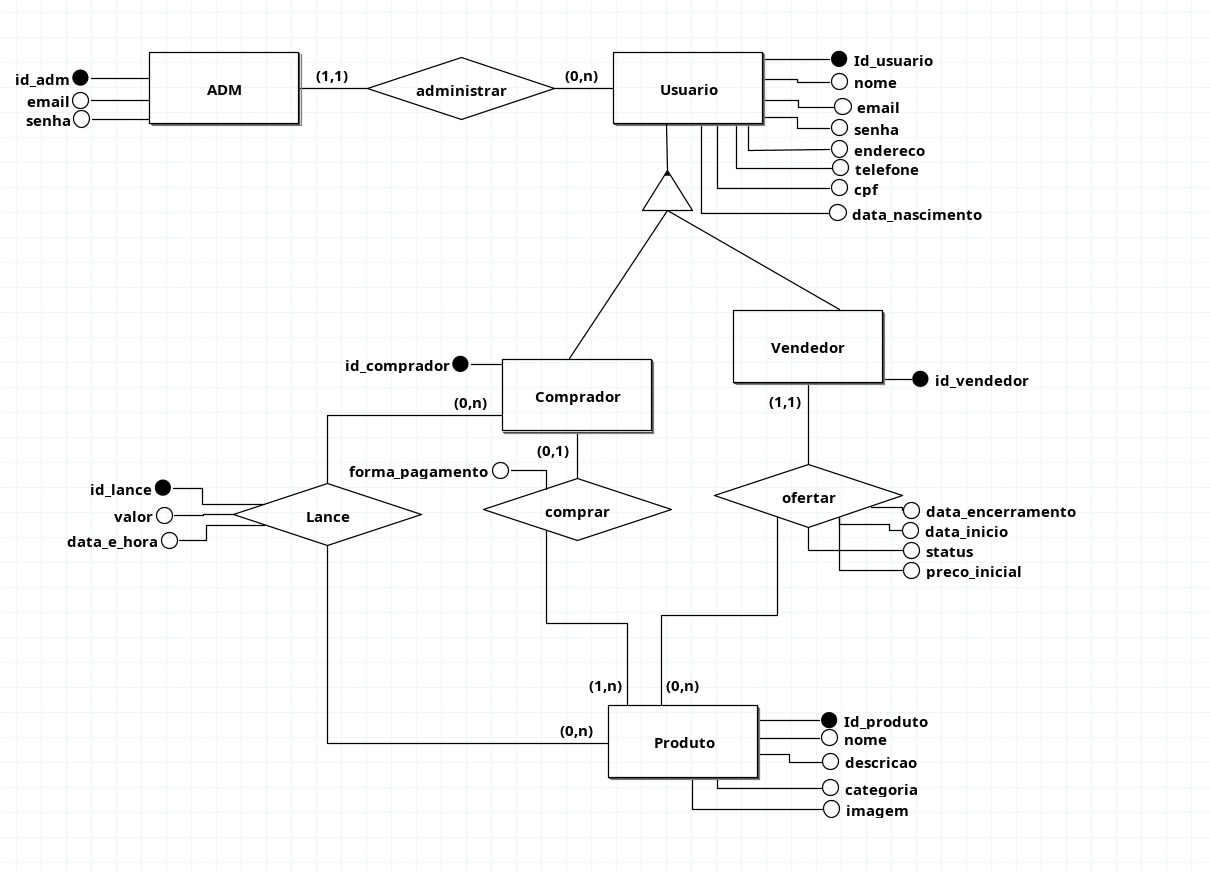 id_adm
email
senha
ADM
(1,1)
administrar
(0,n)
Usuario
Id_usuario
nome
email
senha
endereco
telefone
cpf
data_nascimento
id_comprador
Comprador
(0,n)
(0,1)
Vendedor
id_vendedor
(1,1)
forma_pagamento
id_lance
valor
data_e_hora
Lance
comprar
ofertar
data_encerramento
data_inicio
status
preco_inicial
(1,n)
(0,n)
(0,n)
Produto
Id_produto
nome
descricao
categoria
imagem